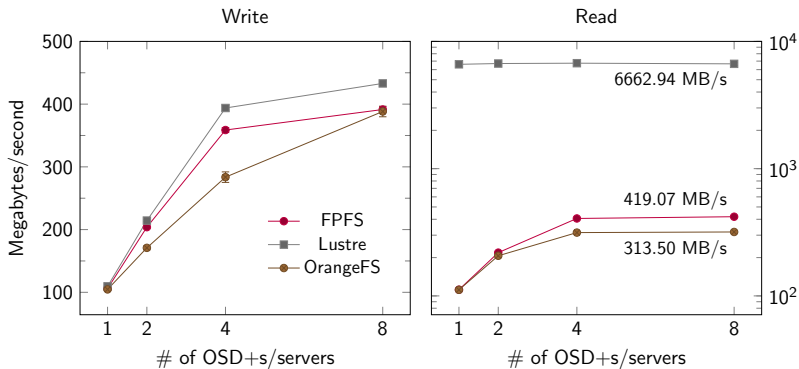 Write
Read
Megabytes/second
500
400
300
200
100
FPFS
Lustre
OrangeFS
1 2 4 8
# of OSD+s/servers
6662.94 MB/s
419.07 MB/s
313.50 MB/s
10^4
10^3
10^2
1 2 4 8
# of OSD+s/servers